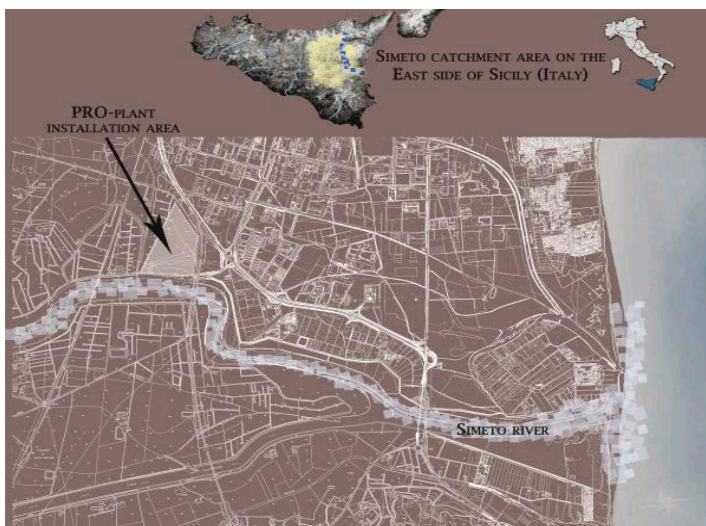 SIMETO CATCHMENT AREA ON THE
EAST SIDE OF SICILY (ITALY)
PRO-PLANT
INSTALLATION AREA
SIMETO RIVER